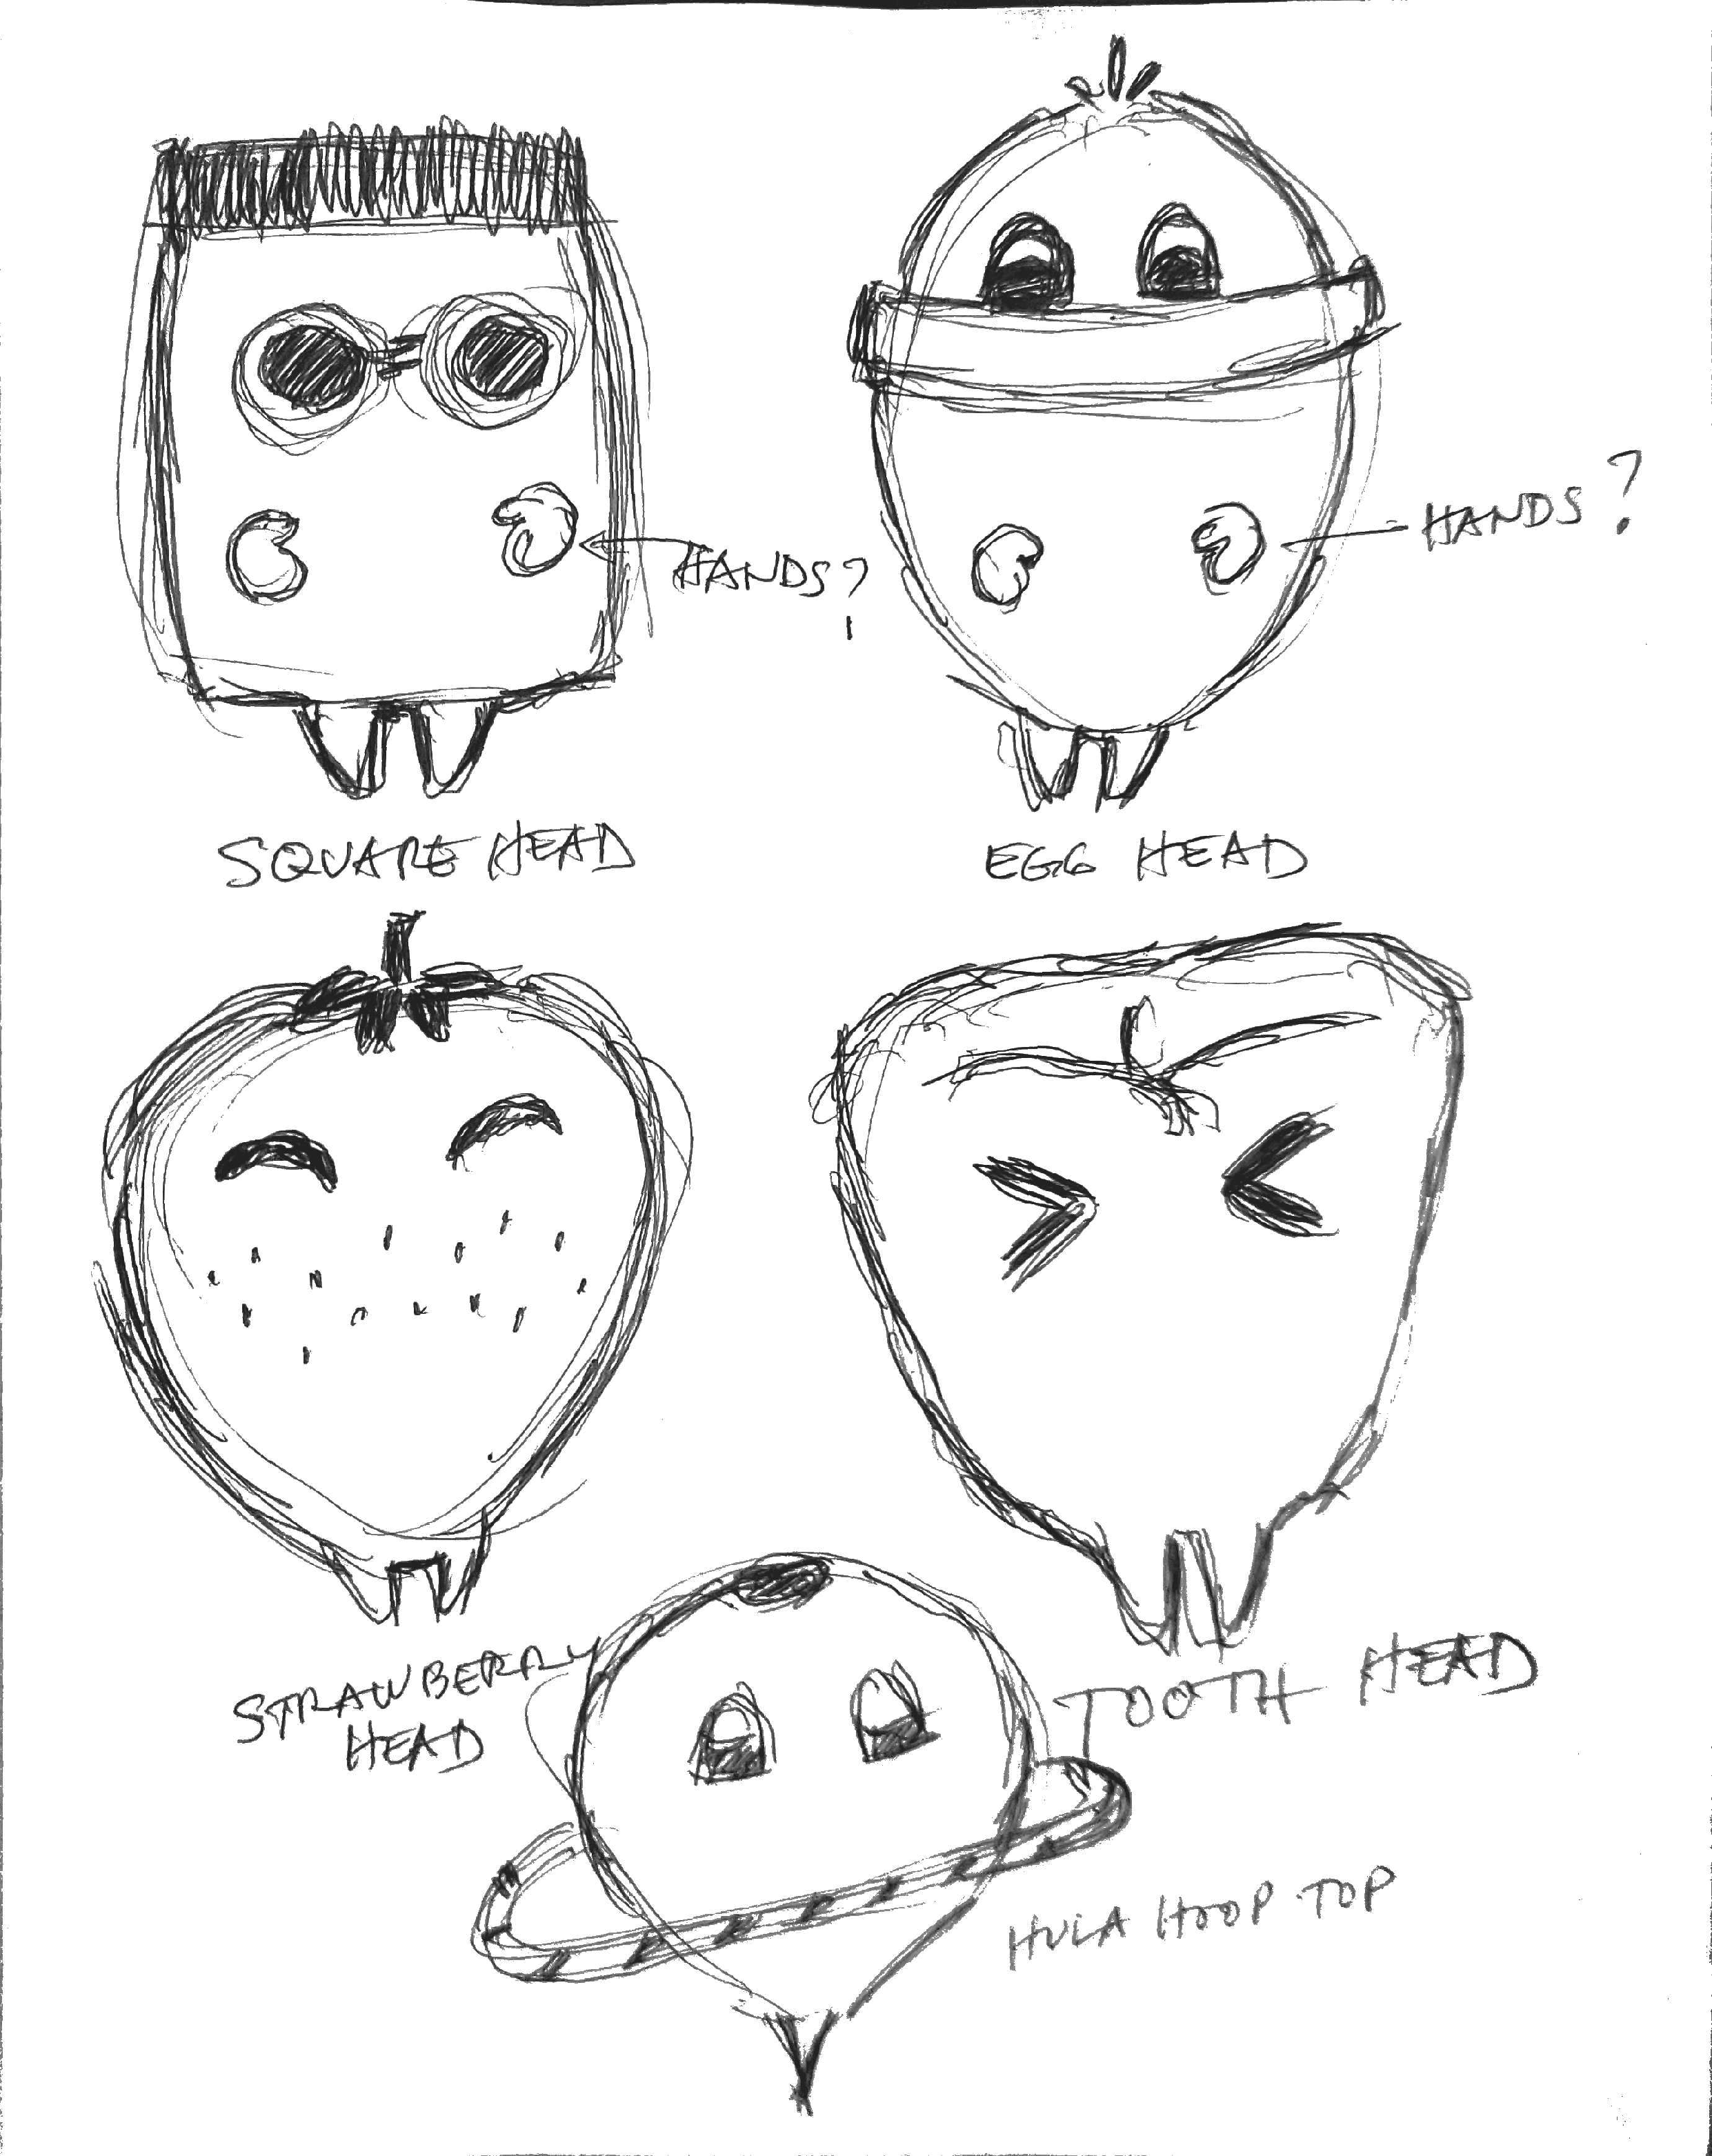 HANDS?
HANDS?
SQUARE HEAD
EGG HEAD
STRAWBERRY
HEAD
TOOTH HEAD
HULA HOOP TOP